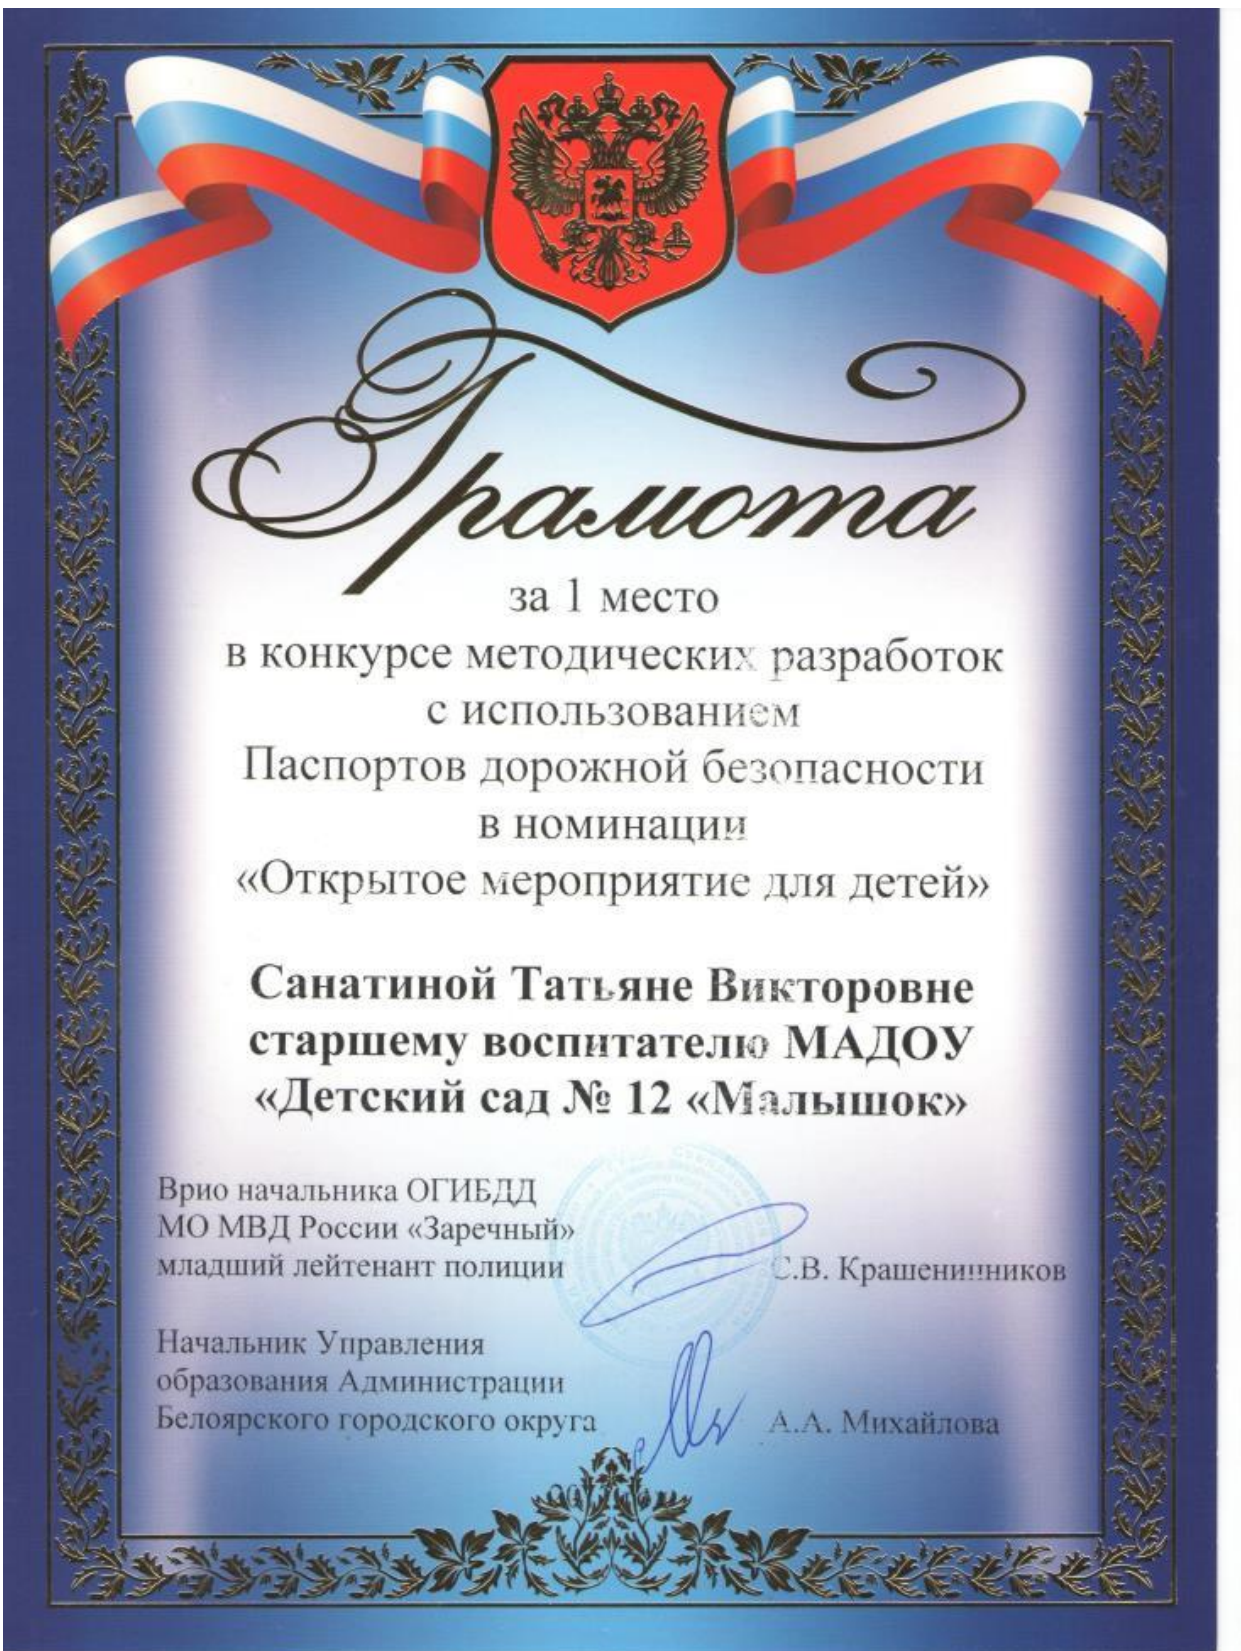 Грамота
за 1 место
в конкурсе методических разработок
с использованием
Паспортов дорожной безопасности
в номинации
«Открытое мероприятие для детей»
Санатиной Татьяне Викторовне
старшему воспитателю МАДОУ
«Детский сад № 12 «Малышок»
Врио начальника ОГИБДД
МО МВД России «Заречный»
младший лейтенант полиции С.В. Крашенинников
Начальник Управления
образования Администрации
Белоярского городского округа А.А. Михайлова